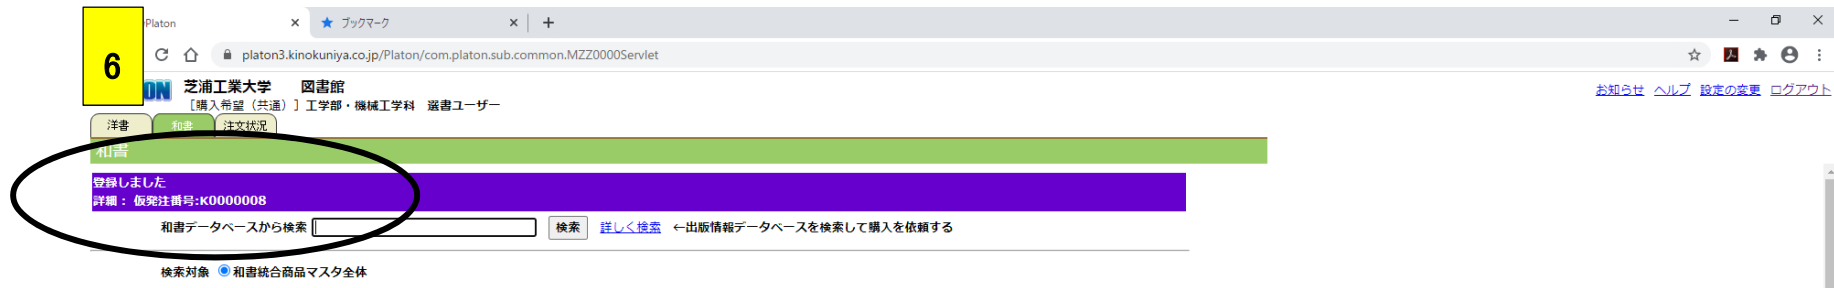 6
Platon
ブックマーク
platon3.kinokuniya.co.jp/Platon/com.platon.sub.common.MZZ0000Servlet
ON 芝浦工業大学 図書館
[購入希望（共通）] 工学部・機械工学科 選書ユーザー
お知らせ ヘルプ 設定の変更 ログアウト
洋書 和書 注文状況
和書
登録しました
詳細： 仮発注番号:K0000008
和書データベースから検索 検索 詳しく検索 ←出版情報データベースを検索して購入を依頼する
検索対象 和書統合商品マスタ全体